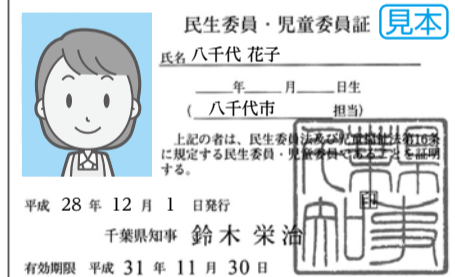 民生委員・児童委員証 見本
氏名 八千代 花子
年 月 日生
( 八千代市 担当)
上記の者は、民生委員法及び児童福祉法第16条
に規定する民生委員・児童委員であることを証明
する。
平成 28 年 12 月 1 日発行
千葉県知事 鈴木 栄治
印
有効期限 平成 31 年 11 月 30 日